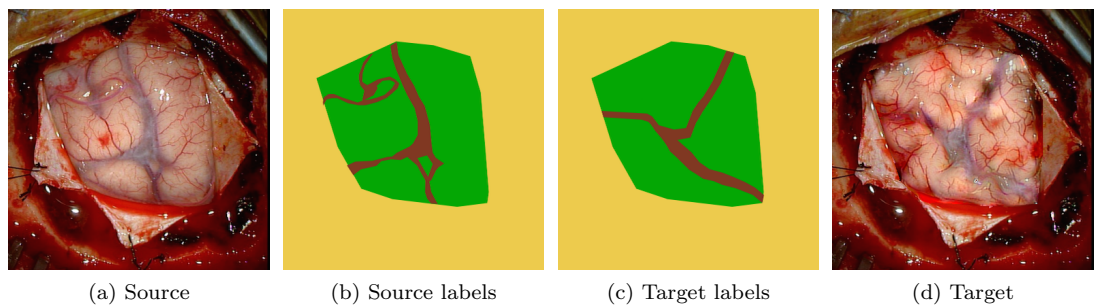 (a) Source
(b) Source labels
(c) Target labels
(d) Target